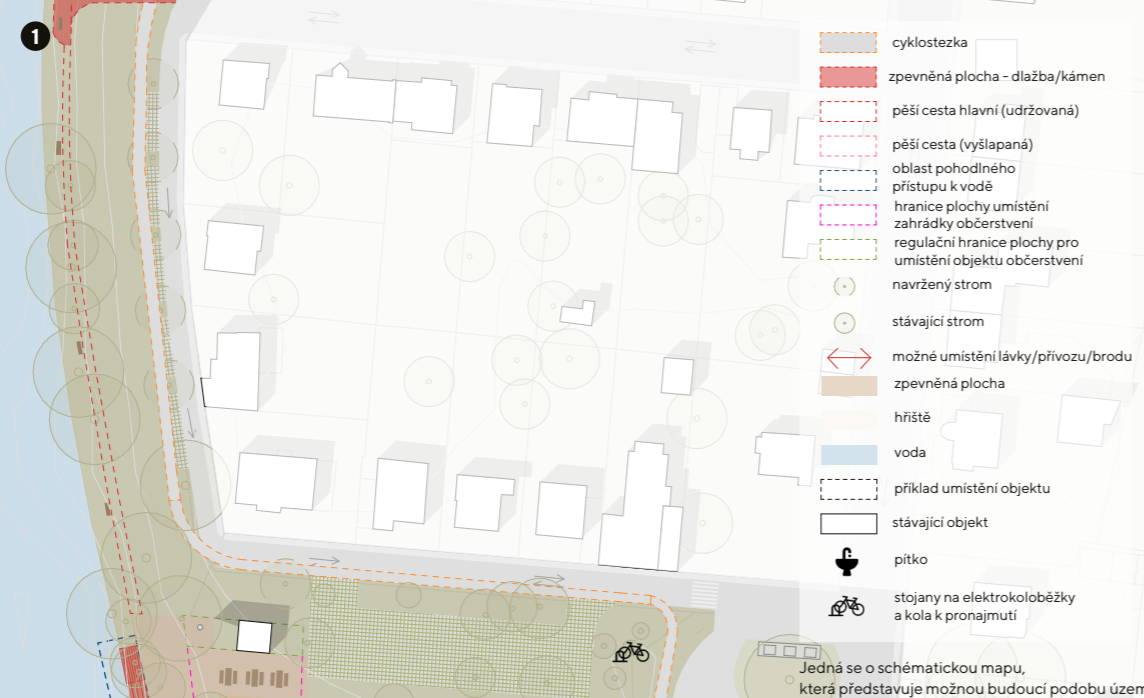 1
cyklostezka
zpevněná plocha - dlažba/kámen
pěší cesta hlavní (udržovaná)
pěší cesta (vyšlapaná)
oblast pohodlného
přístupu k vodě
hranice plochy umístění
zahrádky občerstvení
regulační hranice plochy pro
umístění objektu občerstvení
navržený strom
stávající strom
možné umístění lávky/přívozu/brodu
zpevněná plocha
hřiště
voda
příklad umístění objektu
stávající objekt
pítko
stojany na elektrokoloběžky
a kola k pronajmutí
Jedná se o schématickou mapu,
která představuje možnou budoucí podobu územ